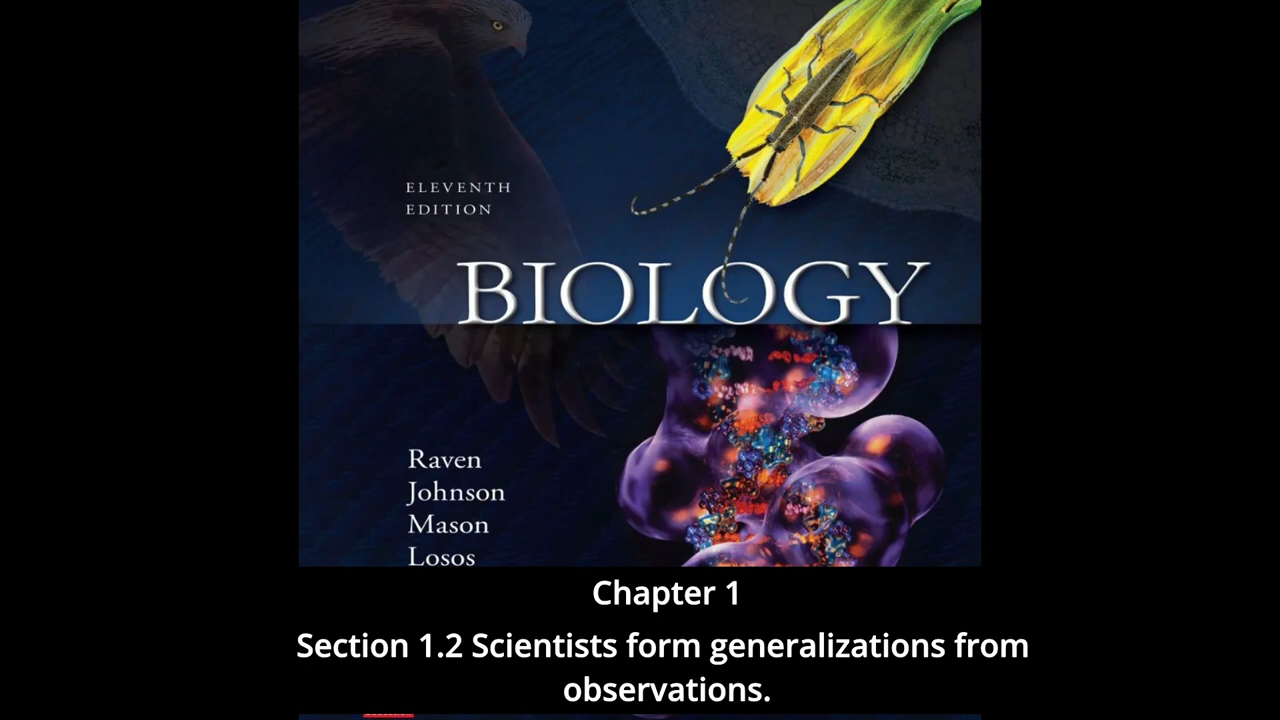 ELEVENTH
EDITION
BIOLOGY
Raven
Johnson
Mason
Losos
Chapter 1
Section 1.2 Scientists form generalizations from
observations.